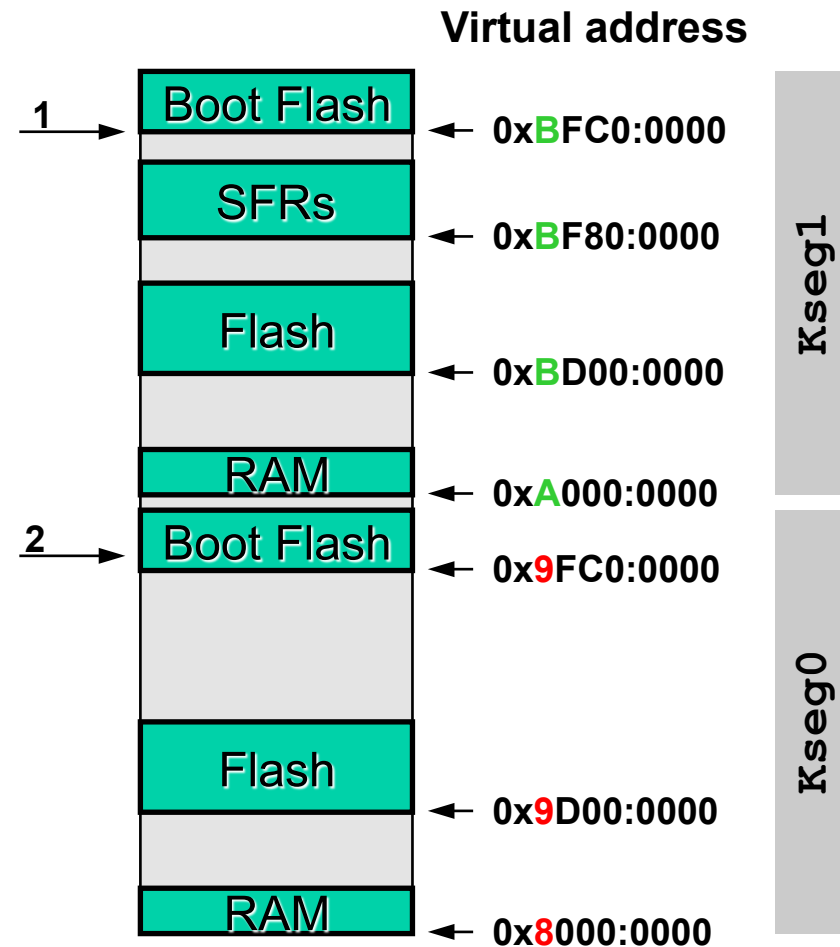 Virtual address
Boot Flash
1
0xBFC0:0000
SFRs
0xBF80:0000
Kseg1
Flash
0xBD00:0000
RAM
0xA000:0000
2
Boot Flash
0x9FC0:0000
Kseg0
Flash
0x9D00:0000
RAM
0x8000:0000